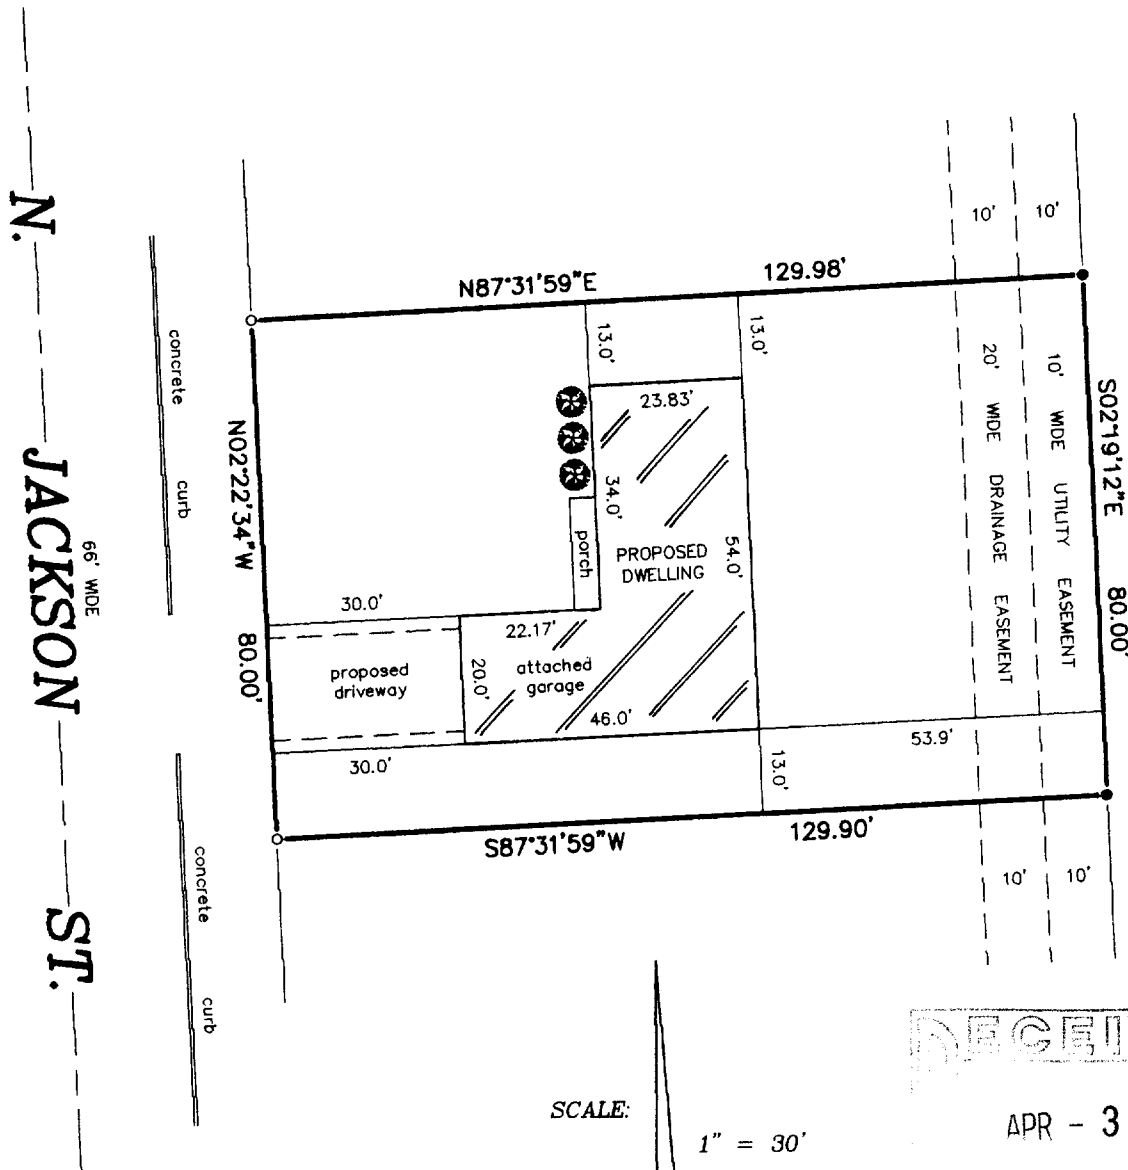 N. JACKSON ST.
66' WIDE
concrete curb
concrete curb
10' 10'
N87°31'59"E 129.98'
N02°22'34"W 80.00'
S02°19'12"E 80.00'
S87°31'59"W 129.90'
13.0'
13.0'
20' WIDE DRAINAGE EASEMENT
10' WIDE UTILITY EASEMENT
23.83'
34.0'
54.0'
porch
PROPOSED
DWELLING
30.0'
22.17'
proposed
driveway
20.0'
attached
garage
46.0'
30.0'
53.9'
13.0'
10' 10'
SCALE:
1" = 30'
ECEI
APR - 3